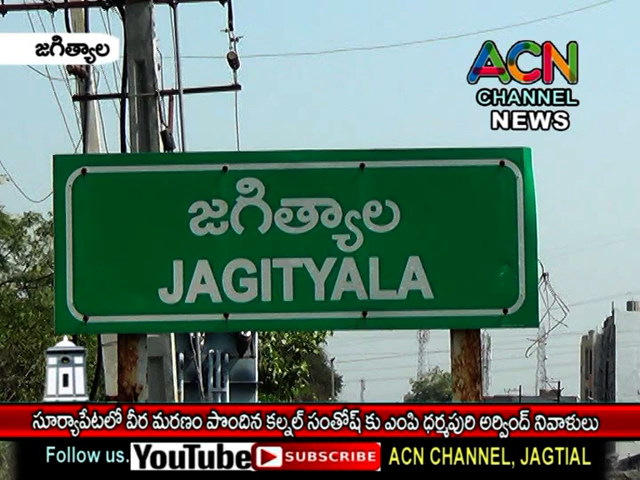 జగిత్యాల
ACN
CHANNEL
NEWS
జగిత్యాల
JAGITYALA
సూర్యాపేటలో వీర మరణం పొందిన కల్నల్ సంతోష్ కు ఎంపి ధర్మపురి అర్వింద్ నివాళులు
Follow us. YouTube SUBSCRIBE ACN CHANNEL, JAGTIAL